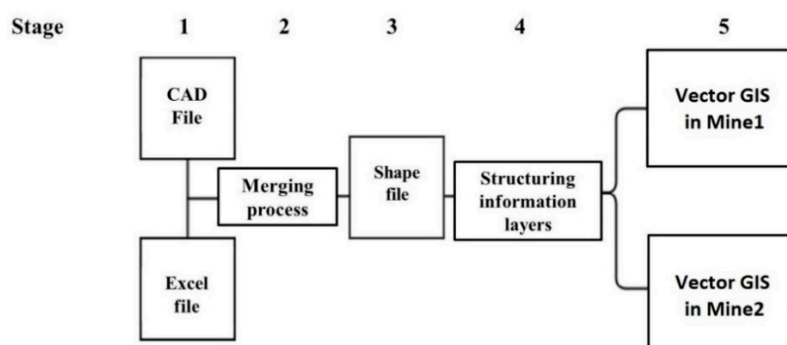 Stage 1 2 3 4 5
CAD
File
Excel
file
Merging
process
Shape
file
Structuring
information
layers
Vector GIS
in Mine1
Vector GIS
in Mine2